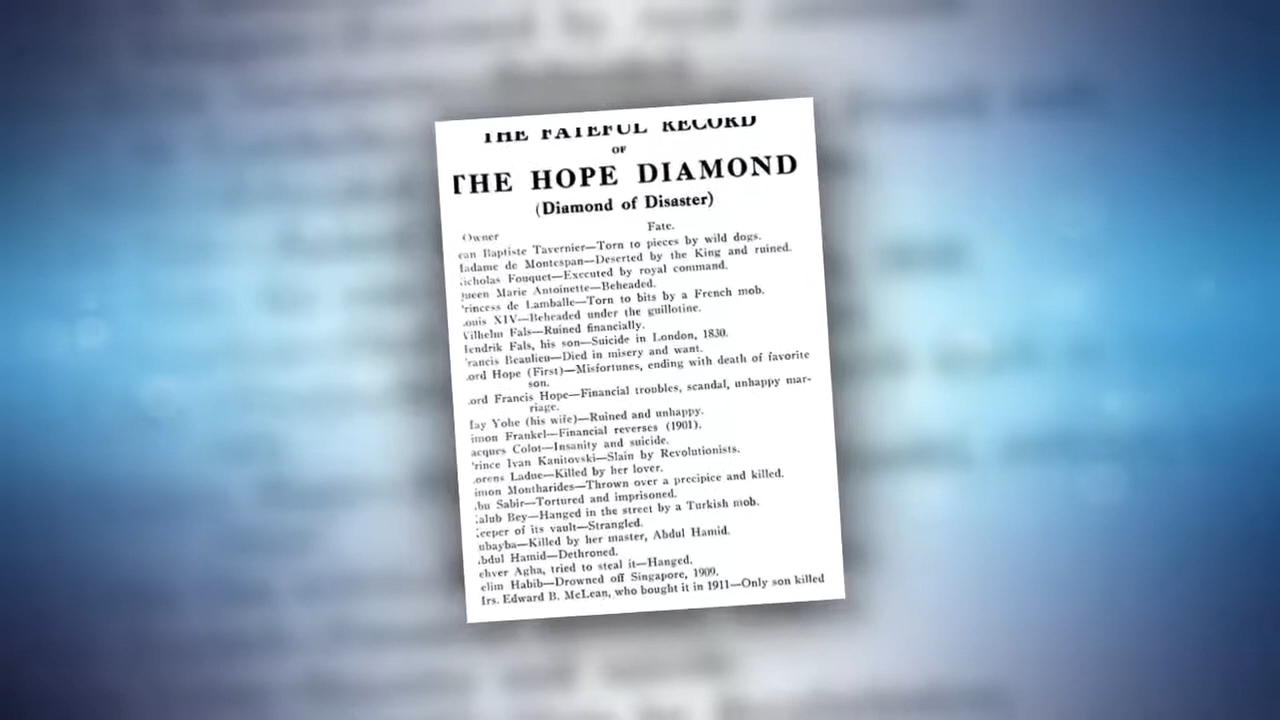 THE FATEFUL RECORD
OF
THE HOPE DIAMOND
(Diamond of Disaster)
Owner Fate.
ean Baptiste Tavernier—Torn to pieces by wild dogs.
adame de Montespan—Deserted by the King and ruined.
icholas Fouquet—Executed by royal command.
ueen Marie Antoinette—Beheaded.
rincess de Lamballe—Torn to bits by a French mob.
ouis XIV—Beheaded under the guillotine.
ilhelm Fals—Ruined financially.
endrik Fals, his son—Suicide in London, 1830.
rancis Beaulieu—Died in misery and want.
ord Hope (First)—Misfortunes, ending with death of favorite
son.
ord Francis Hope—Financial troubles, scandal, unhappy mar-
riage.
ay Yohe (his wife)—Ruined and unhappy.
imon Frankel—Financial reverses (1901).
acques Colot—Insanity and suicide.
rince Ivan Kanitovski—Slain by Revolutionists.
orens Ladue—Killed by her lover.
imon Montharides—Thrown over a precipice and killed.
bu Sabir—Tortured and imprisoned.
alub Bey—Hanged in the street by a Turkish mob.
eeper of its vault—Strangled.
ubayba—Killed by her master, Abdul Hamid.
bdul Hamid—Dethroned.
ehver Agha, tried to steal it—Hanged.
elim Habib—Drowned off Singapore, 1909.
rs. Edward B. McLean, who bought it in 1911—Only son killed